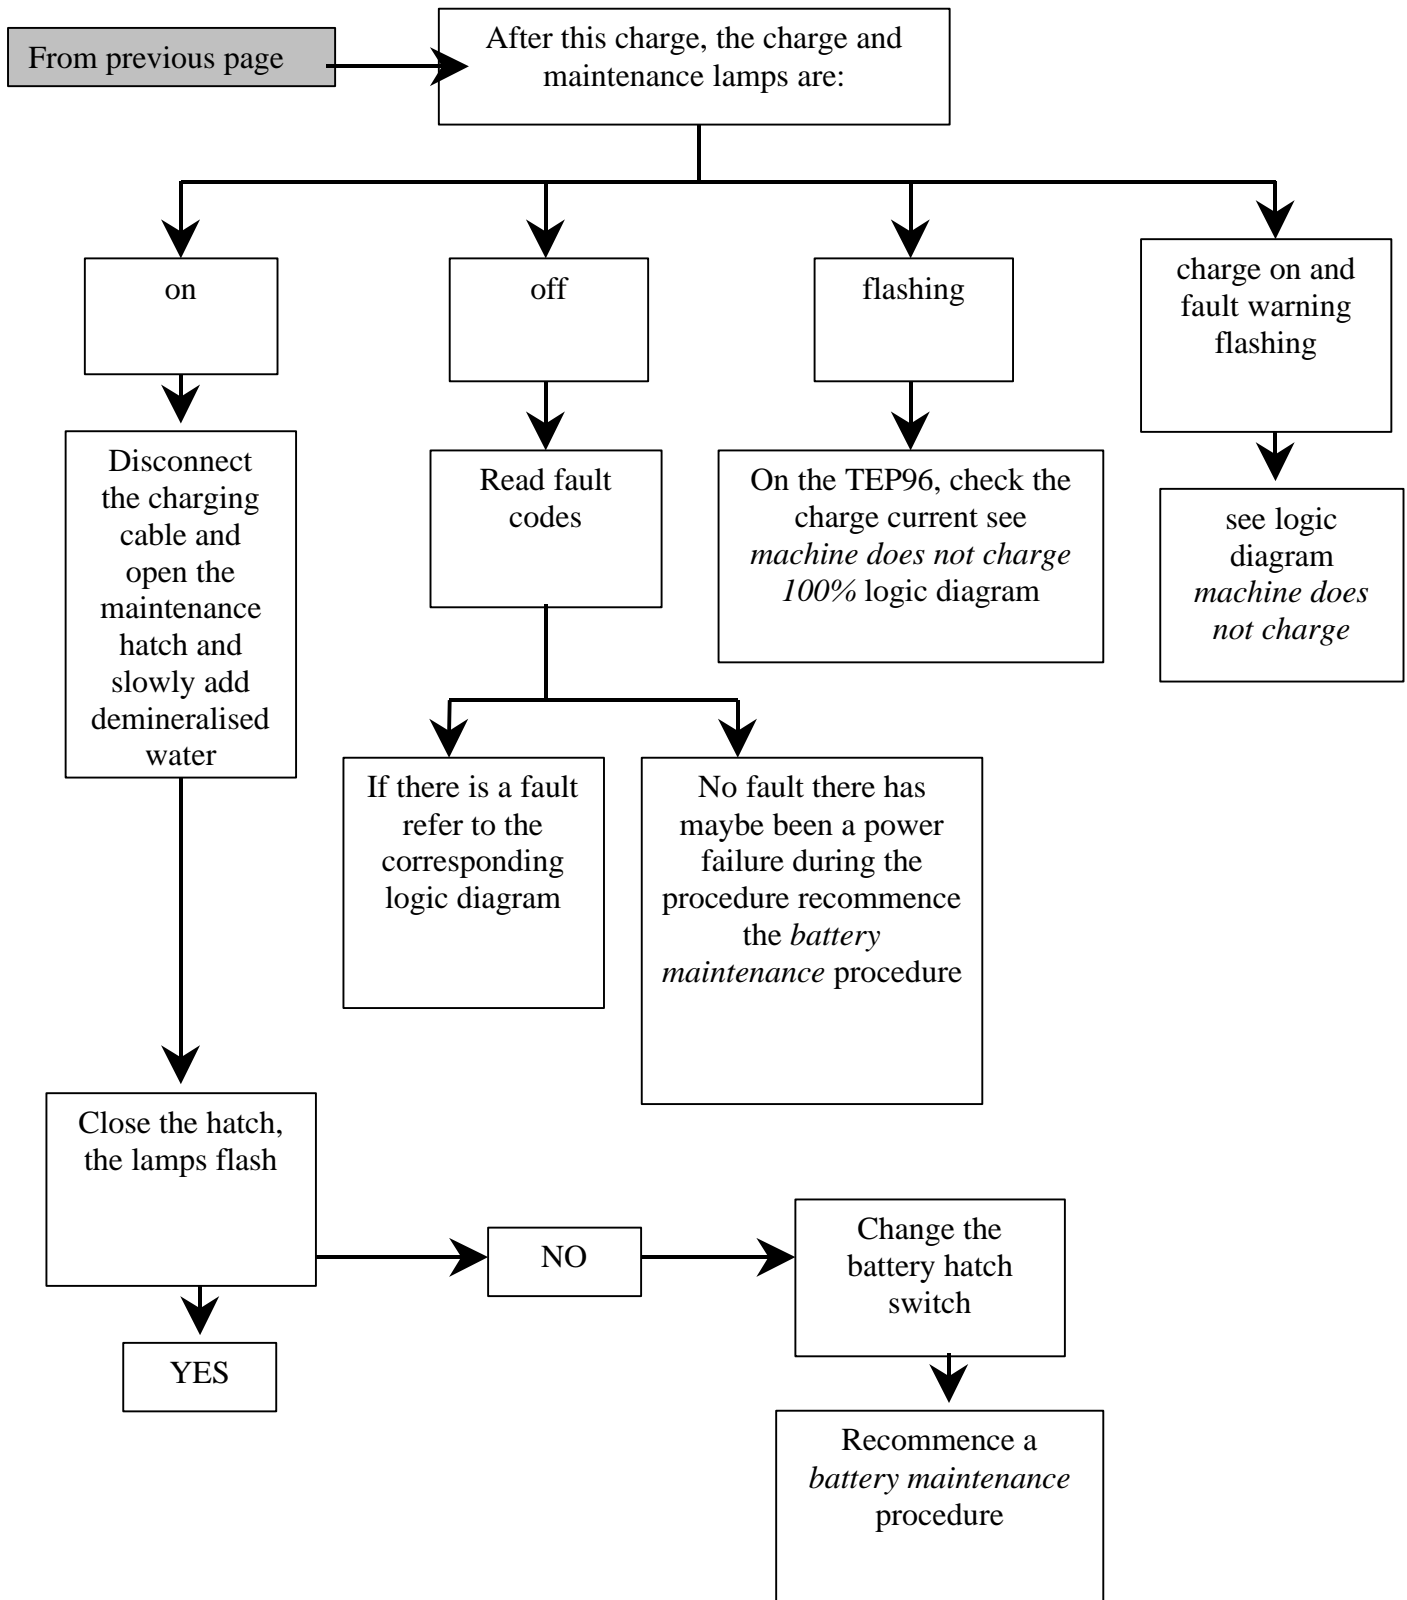 From previous page
After this charge, the charge and
maintenance lamps are:
on
off
flashing
charge on and
fault warning
flashing
Disconnect
the charging
cable and
open the
maintenance
hatch and
slowly add
demineralised
water
Read fault
codes
On the TEP96, check the
charge current see
machine does not charge
100% logic diagram
see logic
diagram
machine does
not charge
If there is a fault
refer to the
corresponding
logic diagram
No fault there has
maybe been a power
failure during the
procedure recommence
the battery
maintenance procedure
Close the hatch,
the lamps flash
NO
Change the
battery hatch
switch
YES
Recommence a
battery maintenance
procedure